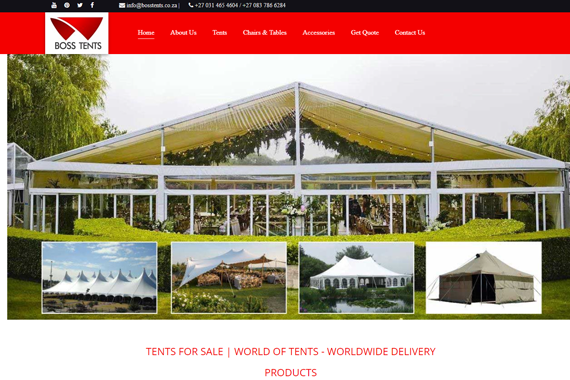 info@bosstents.co.za | +27 031 465 4604 / +27 083 786 6284
BOSS TENTS
Home About Us Tents Chairs & Tables Accessories Get Quote Contact Us
TENTS FOR SALE | WORLD OF TENTS - WORLDWIDE DELIVERY
PRODUCTS